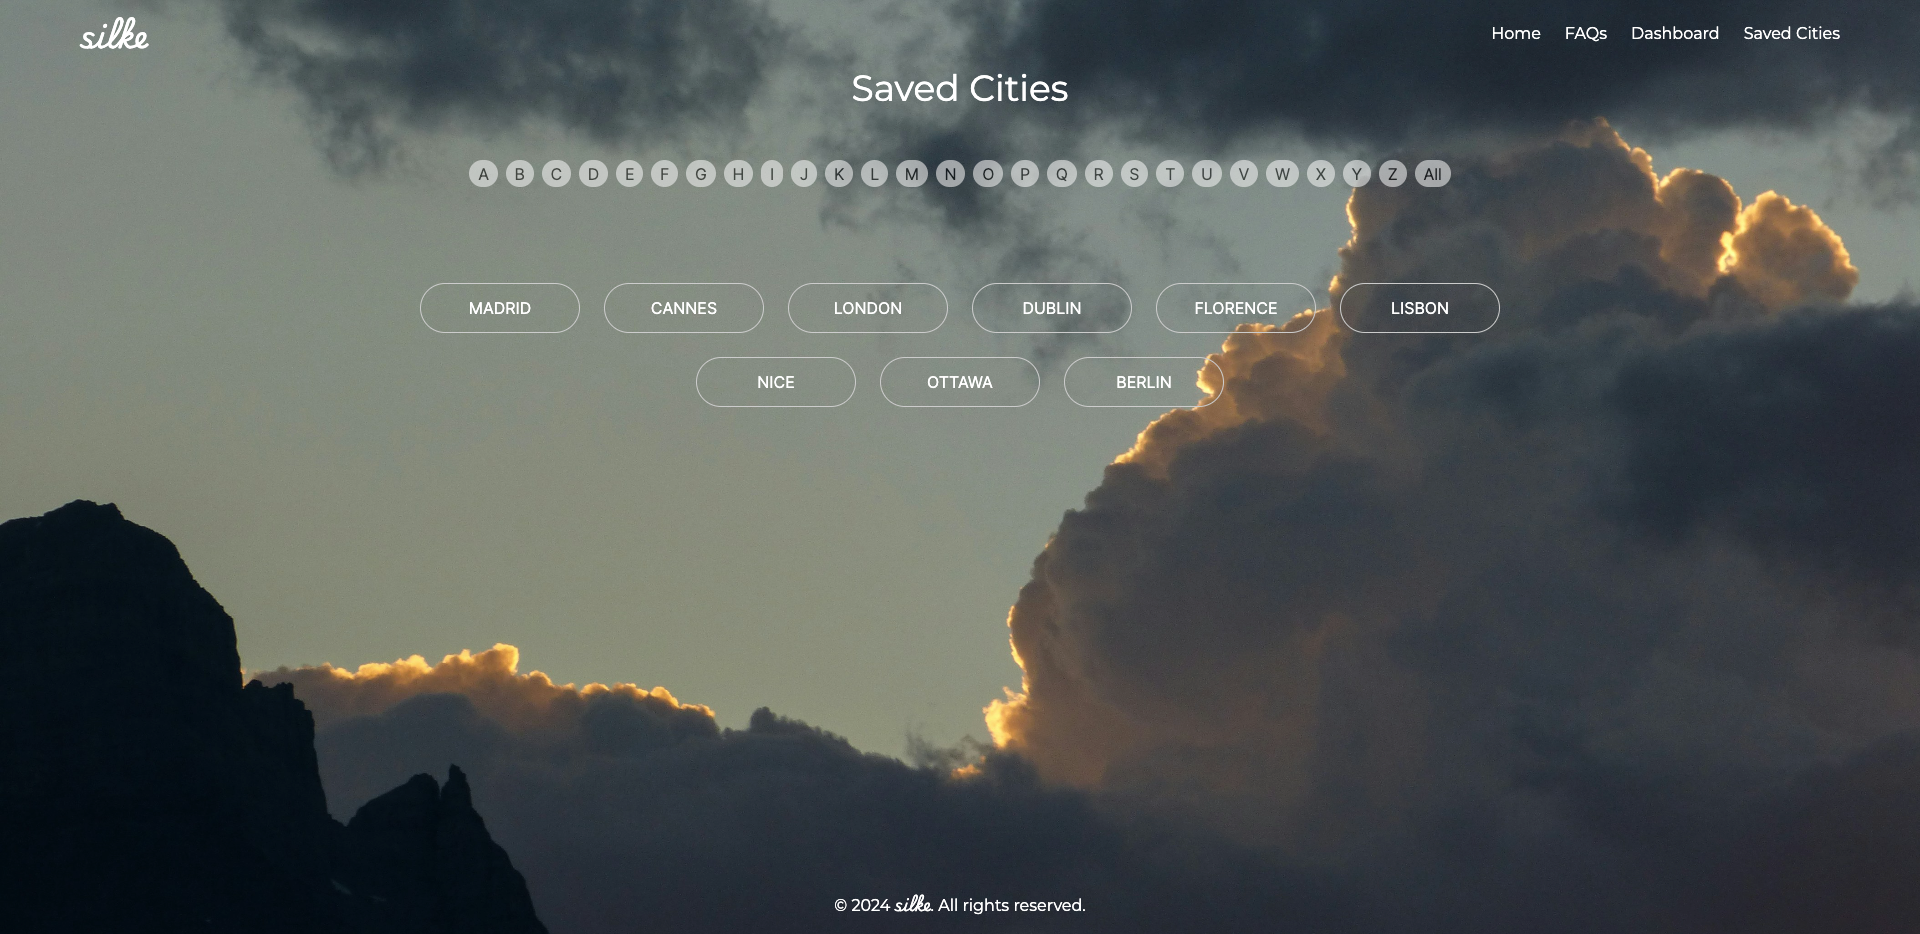 silke Home FAQs Dashboard Saved Cities
Saved Cities
A B C D E F G H I J K L M N O P Q R S T U V W X Y Z All
MADRID CANNES LONDON DUBLIN FLORENCE LISBON
NICE OTTAWA BERLIN
© 2024 silke. All rights reserved.